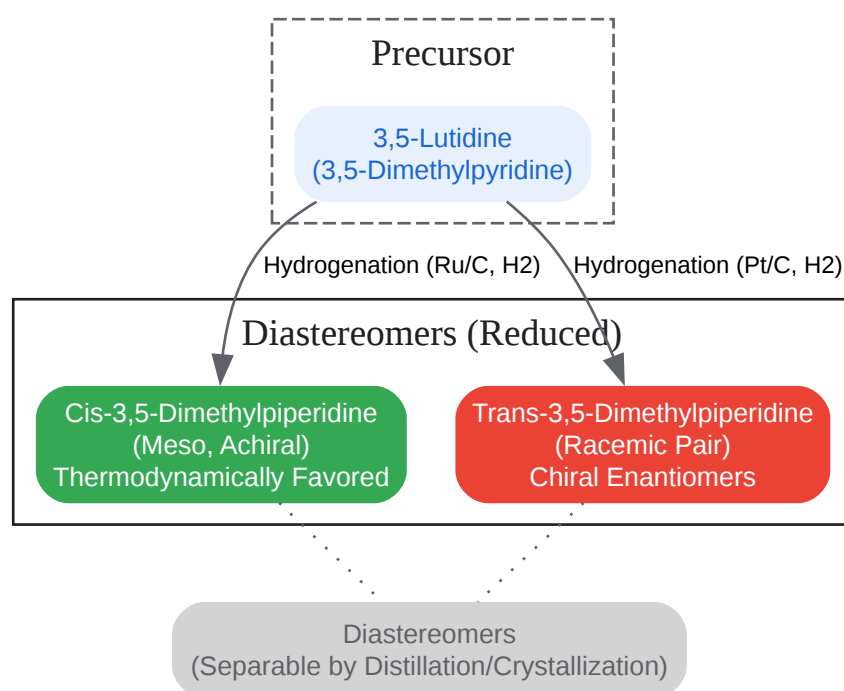 Precursor
3,5-Lutidine
(3,5-Dimethylpyridine)
Hydrogenation (Ru/C, H2)
Hydrogenation (Pt/C, H2)
Diastereomers (Reduced)
Cis-3,5-Dimethylpiperidine
(Meso, Achiral)
Thermodynamically Favored
Trans-3,5-Dimethylpiperidine
(Racemic Pair)
Chiral Enantiomers
Diastereomers
(Separable by Distillation/Crystallization)